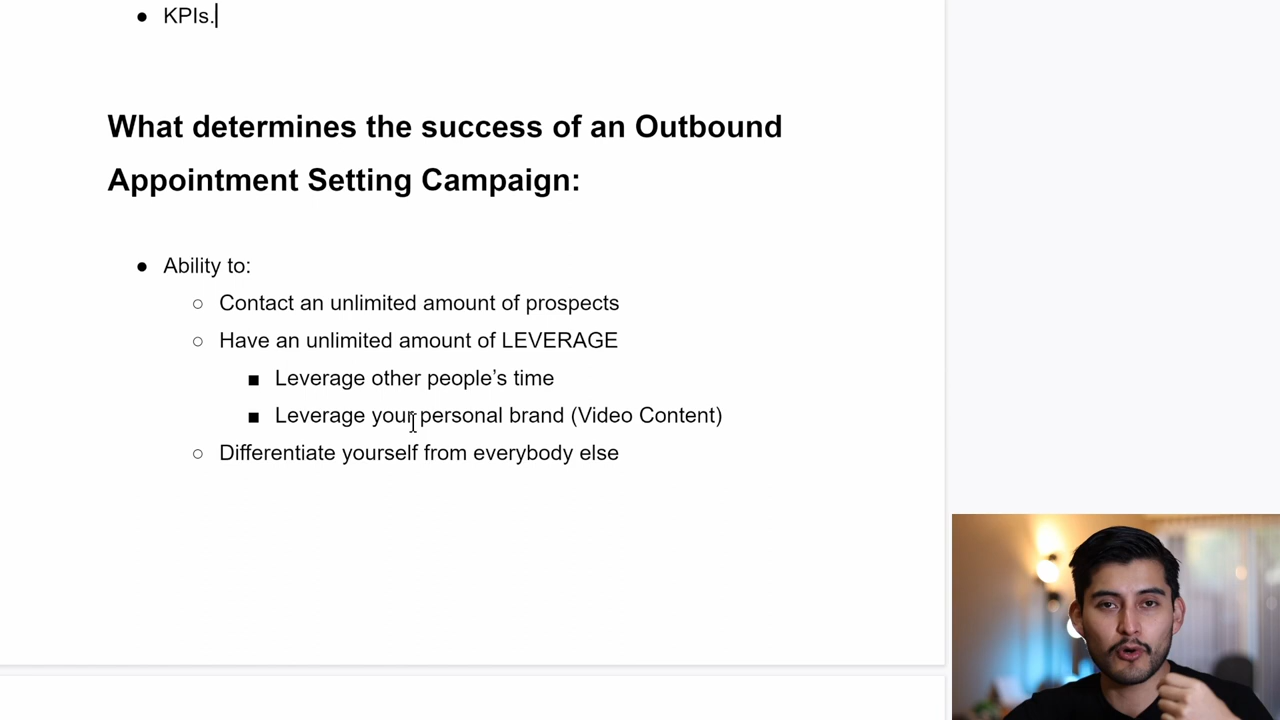 ● KPIs.
What determines the success of an Outbound
Appointment Setting Campaign:
● Ability to:
○ Contact an unlimited amount of prospects
○ Have an unlimited amount of LEVERAGE
■ Leverage other people’s time
■ Leverage your personal brand (Video Content)
○ Differentiate yourself from everybody else